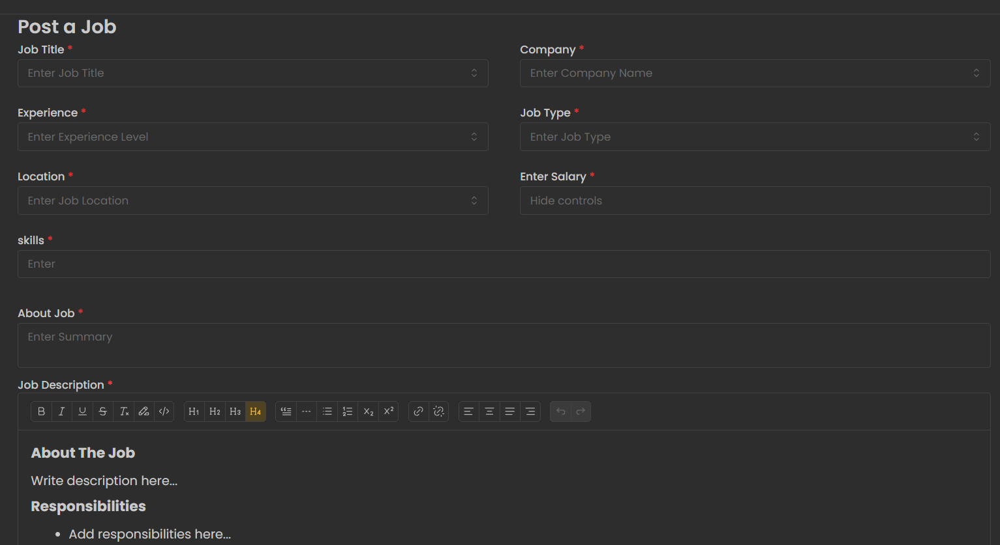 Post a Job
Job Title *
Company *
Enter Job Title
Enter Company Name
Experience *
Job Type *
Enter Experience Level
Enter Job Type
Location *
Enter Salary *
Enter Job Location
Hide controls
skills *
Enter
About Job *
Enter Summary
Job Description *
B I U S Tx </> H1 H2 H3 H4 X2 X2
About The Job
Write description here...
Responsibilities
• Add responsibilities here...